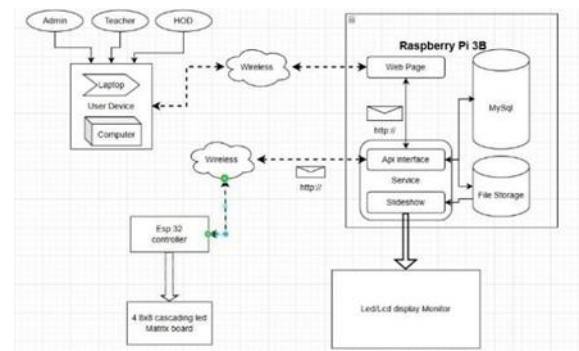 Admin
Teacher
HOD
Raspberry Pi 3B
Laptop
User Device
Computer
Wireless
Web Page
MySql
http://
Wireless
http://
Api interface
Service
Slideshow
File Storage
Esp 32
controller
4 8x8 cascading led
Matrix board
Led/Lcd display Monitor